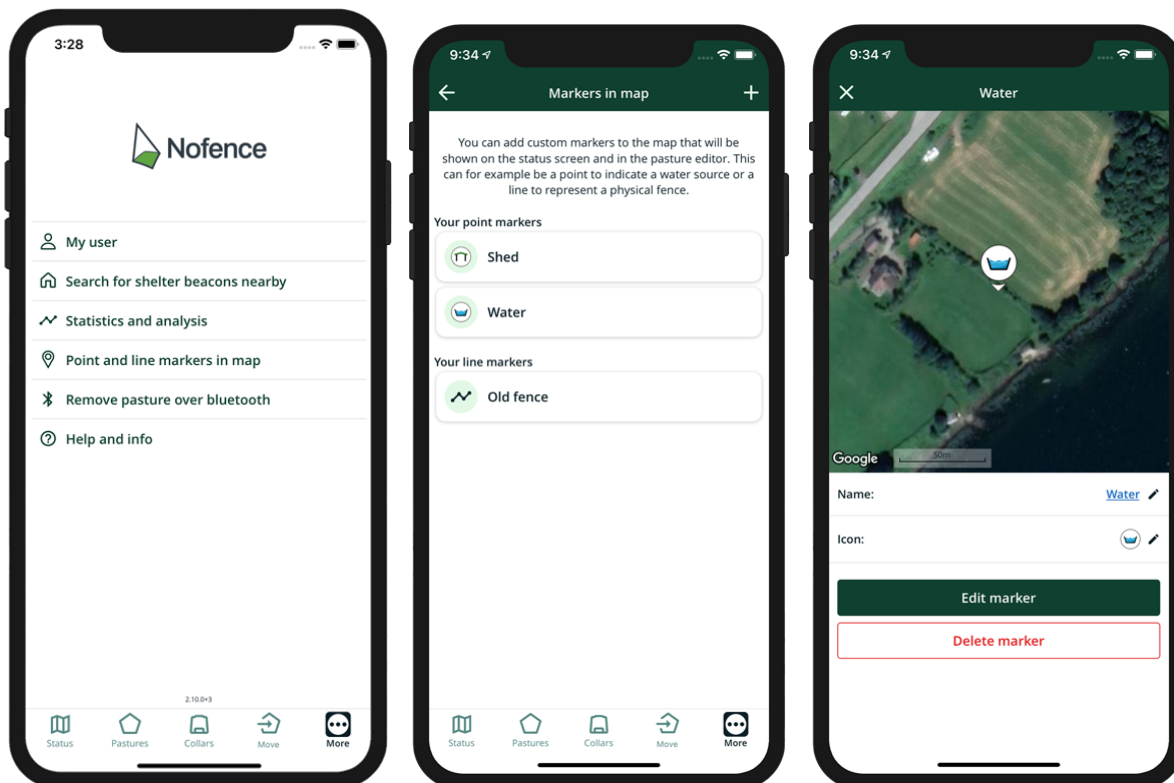 3:28
Nofence
My user
Search for shelter beacons nearby
Statistics and analysis
Point and line markers in map
Remove pasture over bluetooth
Help and info
2.10.0+3
Status
Pastures
Collars
Move
More
9:34
Markers in map
You can add custom markers to the map that will be
shown on the status screen and in the pasture editor. This
can for example be a point to indicate a water source or a
line to represent a physical fence.
Your point markers
Shed
Water
Your line markers
Old fence
Status
Pastures
Collars
Move
More
9:34
Water
Google
50m
Name:
Water
Icon:
Edit marker
Delete marker